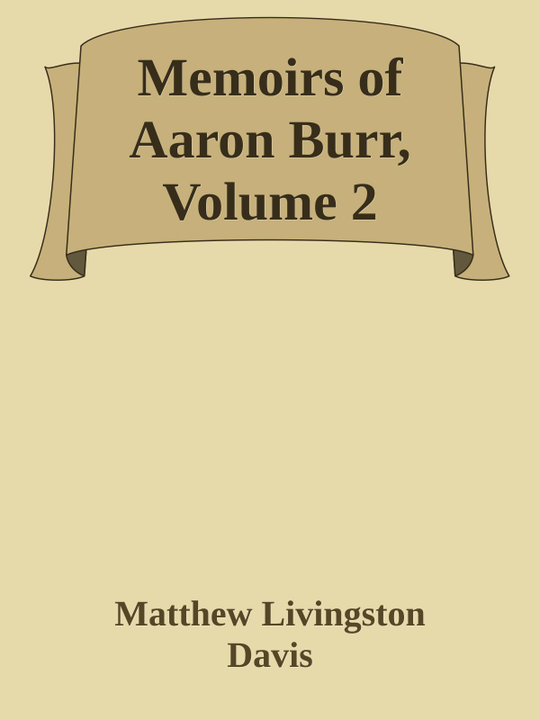 Memoirs of
Aaron Burr,
Volume 2
Matthew Livingston
Davis